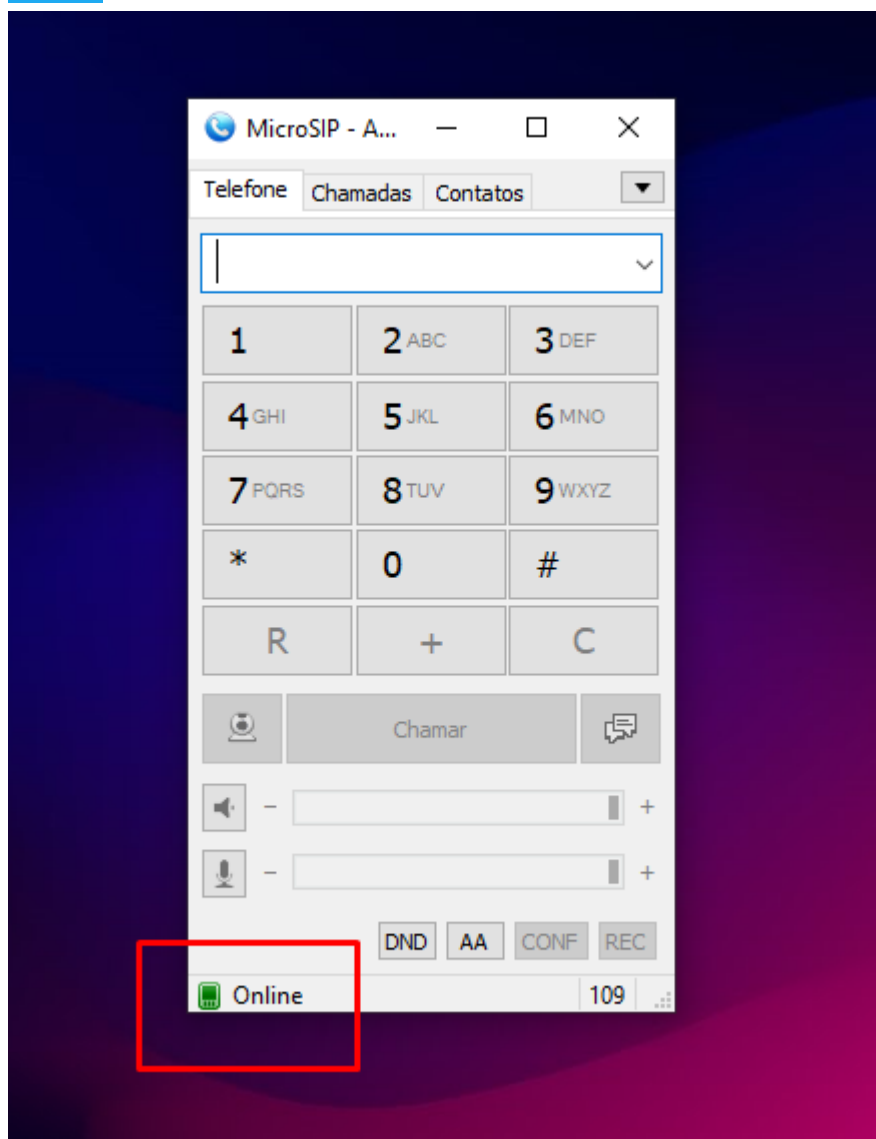 MicroSIP - A...
Telefone Chamadas Contatos
1 2 ABC 3 DEF
4 GHI 5 JKL 6 MNO
7 PQRS 8 TUV 9 WXYZ
* 0 #
R + C
Chamar
- +
- +
DND AA CONF REC
Online 109